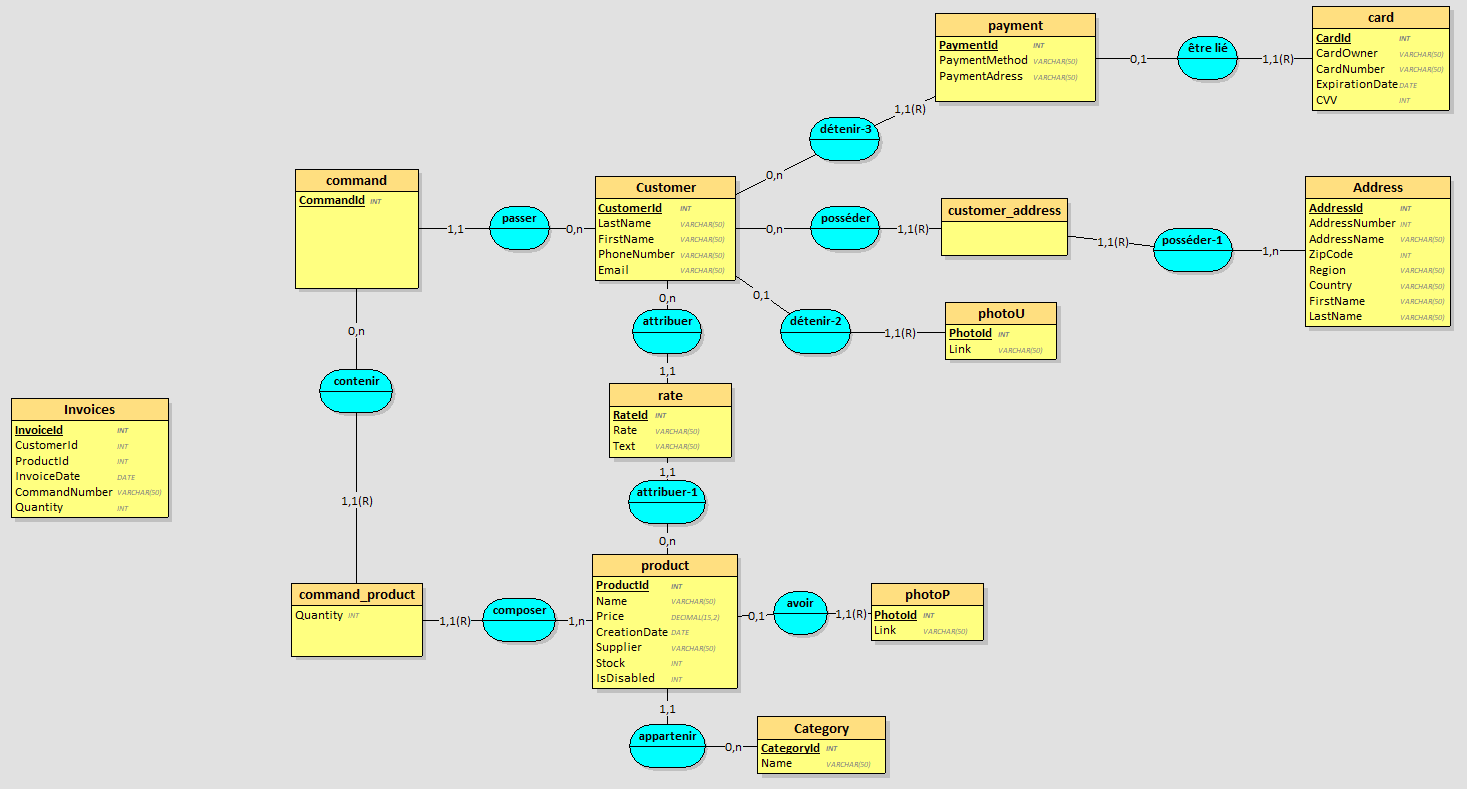 payment
PaymentId INT
PaymentMethod VARCHAR(50)
PaymentAdress VARCHAR(50)
0,1
être lié
1,1(R)
card
CardId INT
CardOwner VARCHAR(50)
CardNumber VARCHAR(50)
ExpirationDate DATE
CVV INT
1,1(R)
détenir-3
0,n
command
CommandId INT
1,1
passer
0,n
Customer
CustomerId INT
LastName VARCHAR(50)
FirstName VARCHAR(50)
PhoneNumber VARCHAR(50)
Email VARCHAR(50)
0,n
posséder
1,1(R)
customer_address
1,1(R)
posséder-1
1,n
Address
AddressId INT
AddressNumber INT
AddressName VARCHAR(50)
ZipCode INT
Region VARCHAR(50)
Country VARCHAR(50)
FirstName VARCHAR(50)
LastName VARCHAR(50)
0,1
détenir-2
1,1(R)
photoU
PhotoId INT
Link VARCHAR(50)
0,n
attribuer
1,1
0,n
contenir
1,1(R)
rate
RateId INT
Rate VARCHAR(50)
Text VARCHAR(50)
1,1
attribuer-1
0,n
Invoices
InvoiceId INT
CustomerId INT
ProductId INT
InvoiceDate DATE
CommandNumber VARCHAR(50)
Quantity INT
command_product
Quantity INT
1,1(R)
composer
1,n
product
ProductId INT
Name VARCHAR(50)
Price DECIMAL(15,2)
CreationDate DATE
Supplier VARCHAR(50)
Stock INT
IsDisabled INT
0,1
avoir
1,1(R)
photoP
PhotoId INT
Link VARCHAR(50)
1,1
appartenir
0,n
Category
CategoryId INT
Name VARCHAR(50)